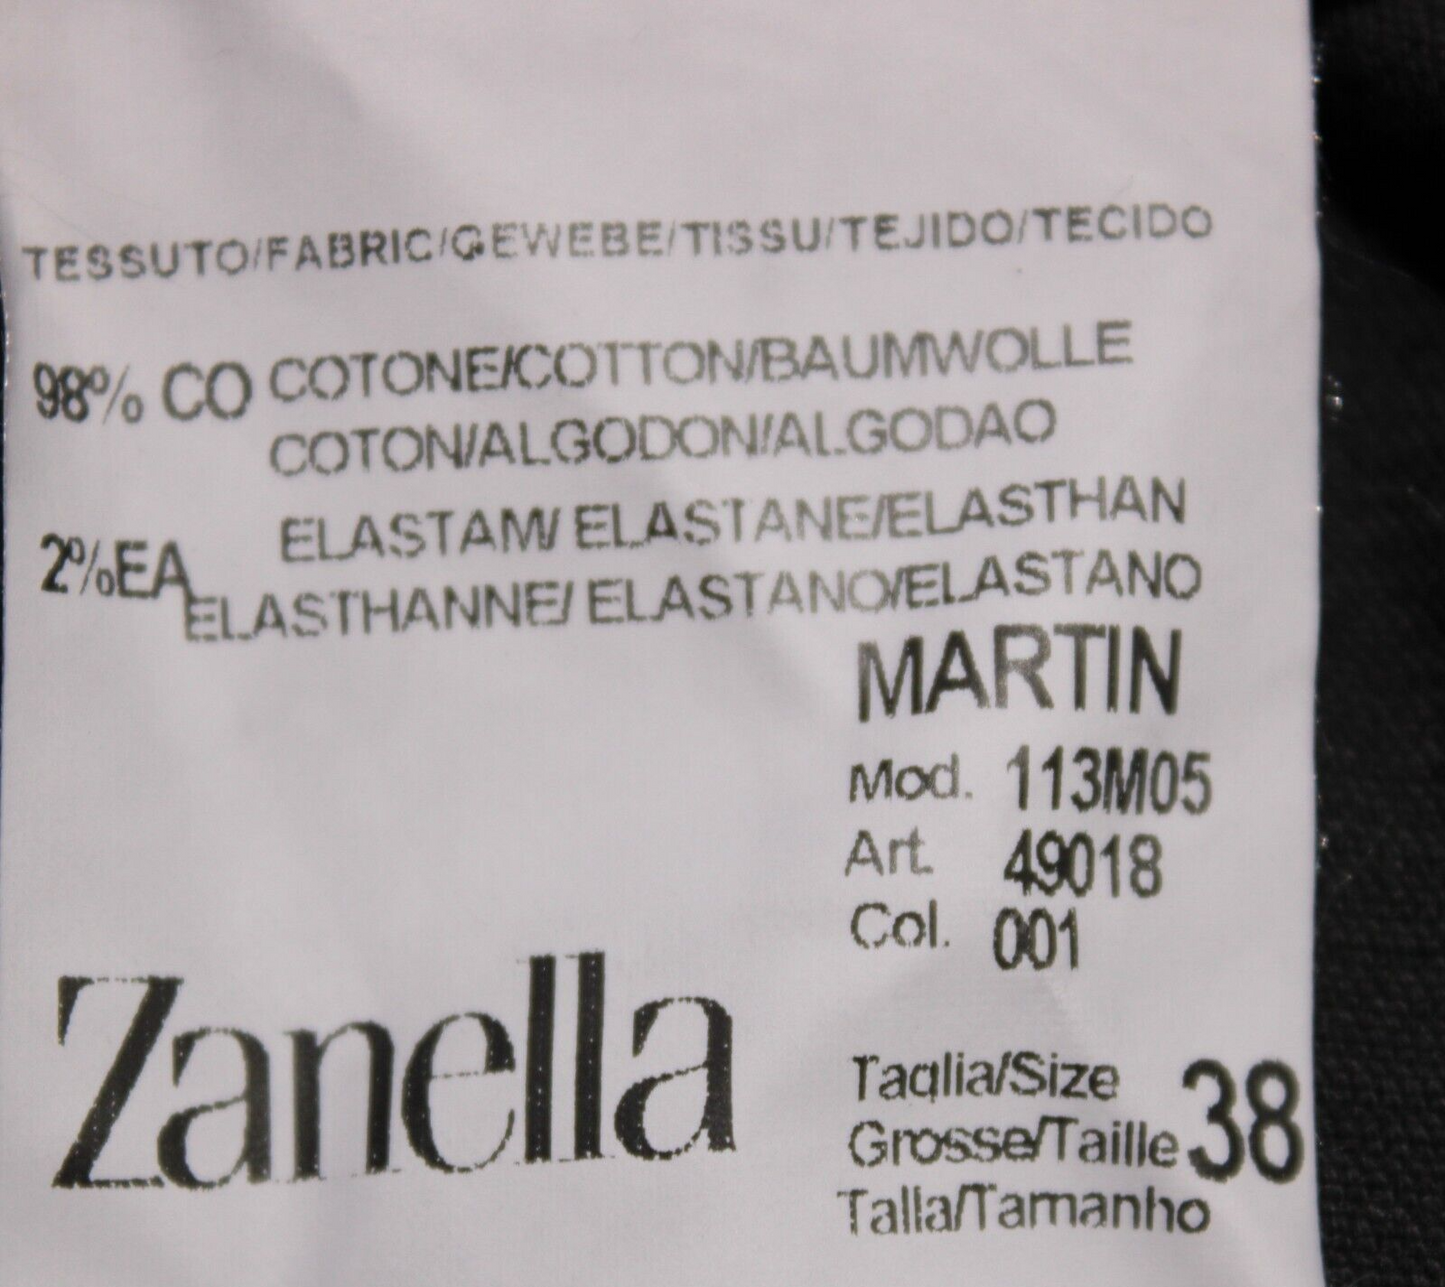 TESSUTO/FABRIC/GEWEBE/TISSU/TEJIDO/TECIDO
98% CO COTONE/COTTON/BAUMWOLLE
COTON/ALGODON/ALGODAO
2%EA ELASTAM/ ELASTANE/ELASTHAN
ELASTHANNE/ ELASTANO/ELASTANO
MARTIN
Mod. 113M05
Art. 49018
Col. 001
Zanella
Taglia/Size
Grosse/Taille 38
Talla/Tamanho